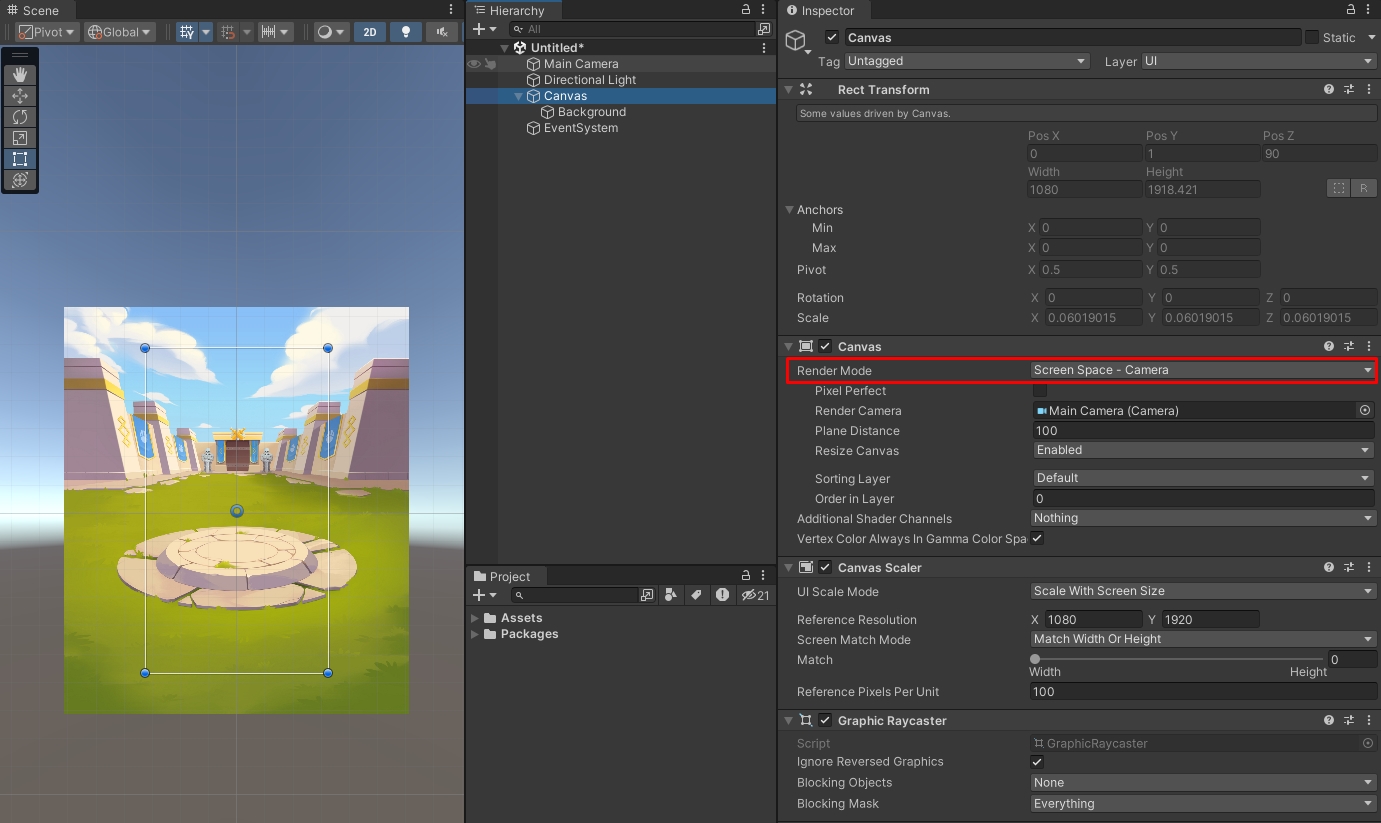 Scene
Pivot
Global
2D
Hierarchy
All
Untitled*
Main Camera
Directional Light
Canvas
Background
EventSystem
Project
21
Assets
Packages
Inspector
Canvas
Static
Tag Untagged Layer UI
Rect Transform
Some values driven by Canvas.
Pos X Pos Y Pos Z
0 1 90
Width Height
1080 1918.421 R
Anchors
Min X 0 Y 0
Max X 0 Y 0
Pivot X 0.5 Y 0.5
Rotation X 0 Y 0 Z 0
Scale X 0.06019015 Y 0.06019015 Z 0.06019015
Canvas
Render Mode Screen Space - Camera
Pixel Perfect
Render Camera Main Camera (Camera)
Plane Distance 100
Resize Canvas Enabled
Sorting Layer Default
Order in Layer 0
Additional Shader Channels Nothing
Vertex Color Always In Gamma Color Spa
Canvas Scaler
UI Scale Mode Scale With Screen Size
Reference Resolution X 1080 Y 1920
Screen Match Mode Match Width Or Height
Match 0
Width Height
Reference Pixels Per Unit 100
Graphic Raycaster
Script GraphicRaycaster
Ignore Reversed Graphics
Blocking Objects None
Blocking Mask Everything